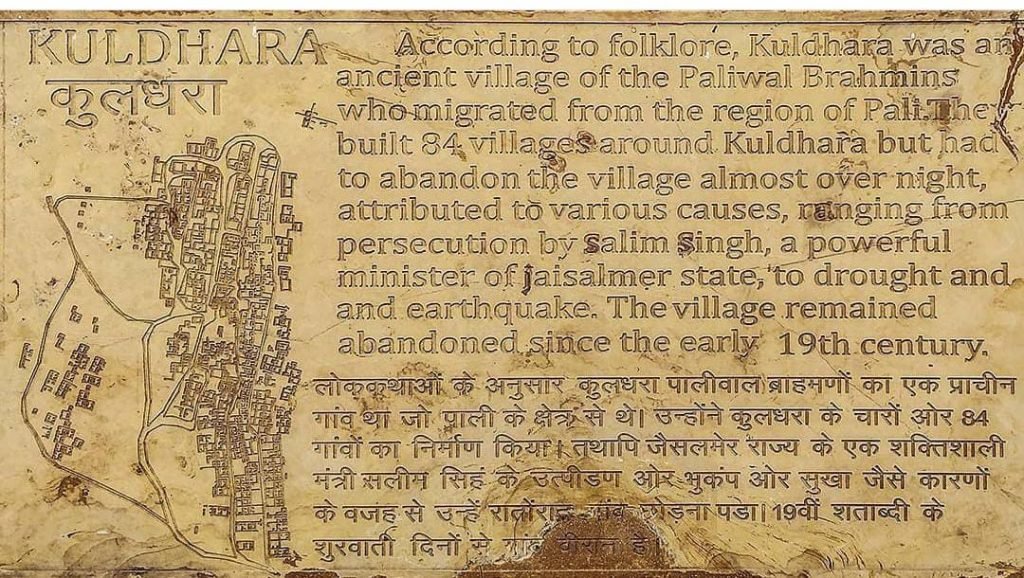 KULDHARA
कुलधरा
According to folklore, Kuldhara was an
ancient village of the Paliwal Brahmins
who migrated from the region of Pali. They
built 84 villages around Kuldhara but had
to abandon the village almost over night,
attributed to various causes, ranging from
persecution by Salim Singh, a powerful
minister of Jaisalmer state, to drought and
and earthquake. The village remained
abandoned since the early 19th century.
लोककथाओं के अनुसार कुलधरा पालीवाल ब्राहमणों का एक प्राचीन
गांव था जो पाली के क्षेत्र से थे। उन्होंने कुलधरा के चारों ओर 84
गांवों का निर्माण किया। तथापि जैसलमेर राज्य के एक शक्तिशाली
मंत्री सलीम सिहं के उत्पीडण ओर भुकंप ओर सुखा जैसे कारणों
के वजह से उन्हें रातोंरात गांव छोड़ना पडा। 19वीं शताब्दी के
शुरवाती दिनों से